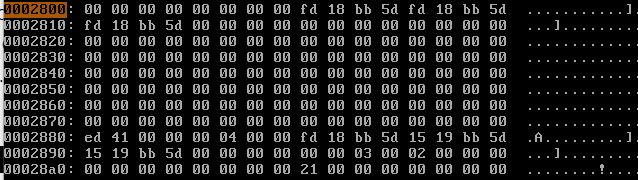 0002800: 00 00 00 00 00 00 00 00 fd 18 bb 5d fd 18 bb 5d ...........].
0002810: fd 18 bb 5d 00 00 00 00 00 00 00 00 00 00 00 00 ...].........
0002820: 00 00 00 00 00 00 00 00 00 00 00 00 00 00 00 00 .............
0002830: 00 00 00 00 00 00 00 00 00 00 00 00 00 00 00 00 .............
0002840: 00 00 00 00 00 00 00 00 00 00 00 00 00 00 00 00 .............
0002850: 00 00 00 00 00 00 00 00 00 00 00 00 00 00 00 00 .............
0002860: 00 00 00 00 00 00 00 00 00 00 00 00 00 00 00 00 .............
0002870: 00 00 00 00 00 00 00 00 00 00 00 00 00 00 00 00 .............
0002880: ed 41 00 00 00 04 00 00 fd 18 bb 5d 15 19 bb 5d .A.........].
0002890: 15 19 bb 5d 00 00 00 00 00 00 03 00 02 00 00 00 ...].........
00028a0: 00 00 00 00 00 00 00 00 21 00 00 00 00 00 00 00 ........!....